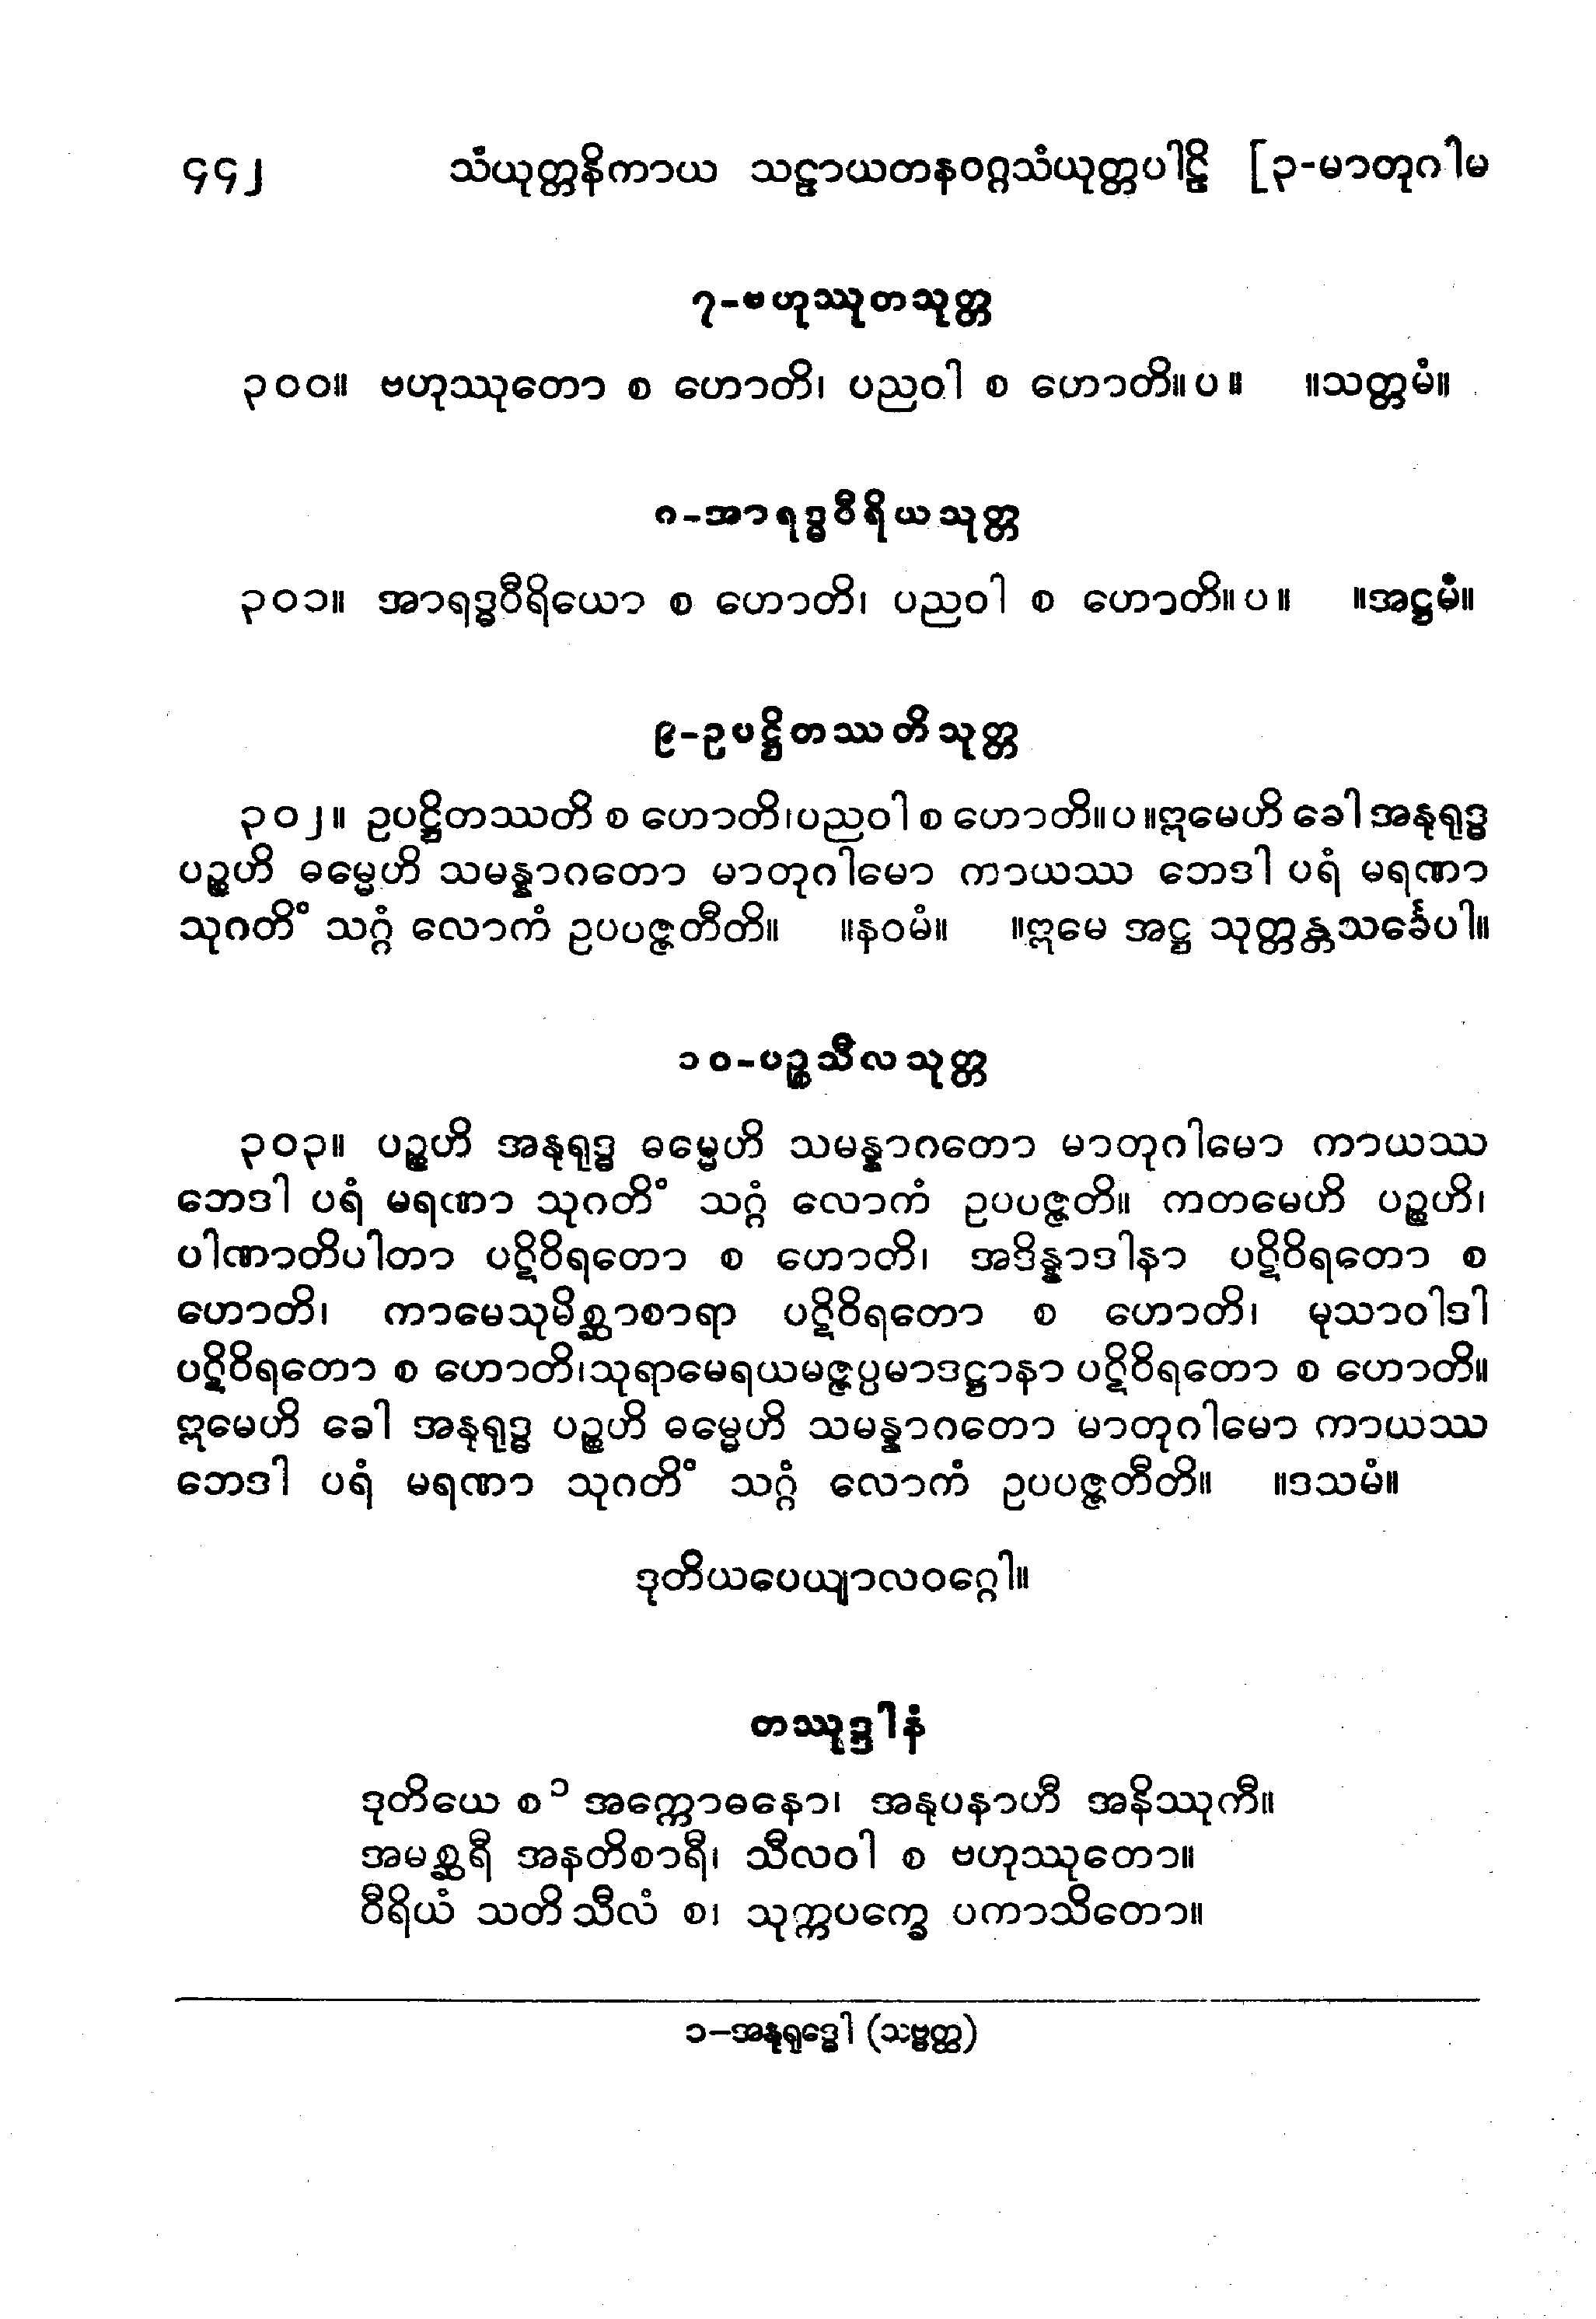 ၄၄၂ သံယုတ္တနိကာယ သဠာယတနဝဂ္ဂသံယုတ္တပါဠိ [၃-မာတုဂါမ
၇-ဗဟုဿုတသုတ္တ
၃၀၀။ ဗဟုဿုတော စ ဟောတိ၊ ပညဝါ စ ဟောတိ။ပ။ ။သတ္တမံ။
၈-အာရဒ္ဓဝီရိယသုတ္တ
၃၀၁။ အာရဒ္ဓဝီရိယော စ ဟောတိ၊ ပညဝါ စ ဟောတိ။ပ။ ။အဋ္ဌမံ။
၉-ဥပဋ္ဌိတဿတိသုတ္တ
၃၀၂။ ဥပဋ္ဌိတဿတိ စ ဟောတိ၊ပညဝါ စ ဟောတိ။ပ။ဣမေဟိ ခေါ အနုရုဒ္ဓ
ပဉ္စဟိ ဓမ္မေဟိ သမန္နာဂတော မာတုဂါမော ကာယဿ ဘေဒါ ပရံ မရဏာ
သုဂတိံ သဂ္ဂံ လောကံ ဥပပဇ္ဇတီတိ။ ။နဝမံ။ ။ဣမေ အဋ္ဌ သုတ္တန္တသင်္ခေပါ။
၁၀-ပဉ္စသီလသုတ္တ
၃၀၃။ ပဉ္စဟိ အနုရုဒ္ဓ ဓမ္မေဟိ သမန္နာဂတော မာတုဂါမော ကာယဿ
ဘေဒါ ပရံ မရဏာ သုဂတိံ သဂ္ဂံ လောကံ ဥပပဇ္ဇတိ။ ကတမေဟိ ပဉ္စဟိ၊
ပါဏာတိပါတာ ပဋိဝိရတော စ ဟောတိ၊ အဒိန္နာဒါနာ ပဋိဝိရတော စ
ဟောတိ၊ ကာမေသုမိစ္ဆာစာရာ ပဋိဝိရတော စ ဟောတိ၊ မုသာဝါဒါ
ပဋိဝိရတော စ ဟောတိ၊သုရာမေရယမဇ္ဇပ္ပမာဒဋ္ဌာနာ ပဋိဝိရတော စ ဟောတိ။
ဣမေဟိ ခေါ အနုရုဒ္ဓ ပဉ္စဟိ ဓမ္မေဟိ သမန္နာဂတော မာတုဂါမော ကာယဿ
ဘေဒါ ပရံ မရဏာ သုဂတိံ သဂ္ဂံ လောကံ ဥပပဇ္ဇတီတိ။ ။ဒသမံ။
ဒုတိယပေယျာလဝဂ္ဂေါ။
တဿုဒ္ဒါနံ
ဒုတိယေ စ ၁ အက္ကောဓနော၊ အနုပနာဟီ အနိဿုကီ။
အမစ္ဆရီ အနတိစာရီ၊ သီလဝါ စ ဗဟုဿုတော။
ဝီရိယံ သတိ သီလံ စ၊ သုက္ကပက္ခေ ပကာသိတော။
၁-အနုရုဒ္ဓေါ (သဗ္ဗတ္ထ)